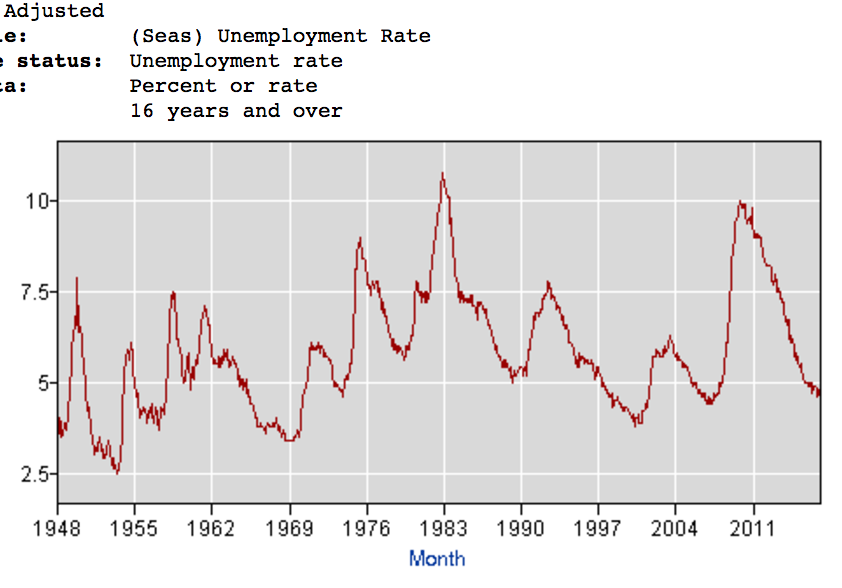 Adjusted
(Seas) Unemployment Rate
status: Unemployment rate
Percent or rate
16 years and over
10
7.5
5
2.5
1948 1955 1962 1969 1976 1983 1990 1997 2004 2011
Month